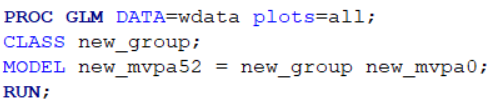 PROC GLM DATA=wdata plots=all;
CLASS new_group;
MODEL new_mvpa52 = new_group new_mvpa0;
RUN;